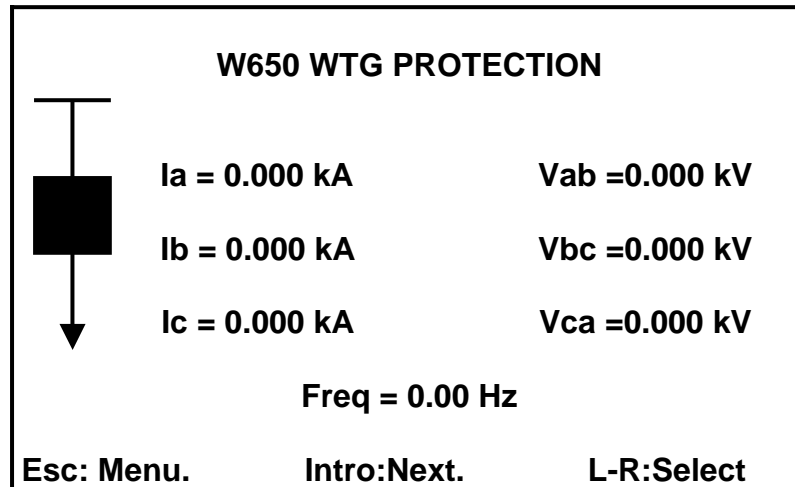 W650 WTG PROTECTION
Ia = 0.000 kA Vab =0.000 kV
Ib = 0.000 kA Vbc =0.000 kV
Ic = 0.000 kA Vca =0.000 kV
Freq = 0.00 Hz
Esc: Menu. Intro:Next. L-R:Select